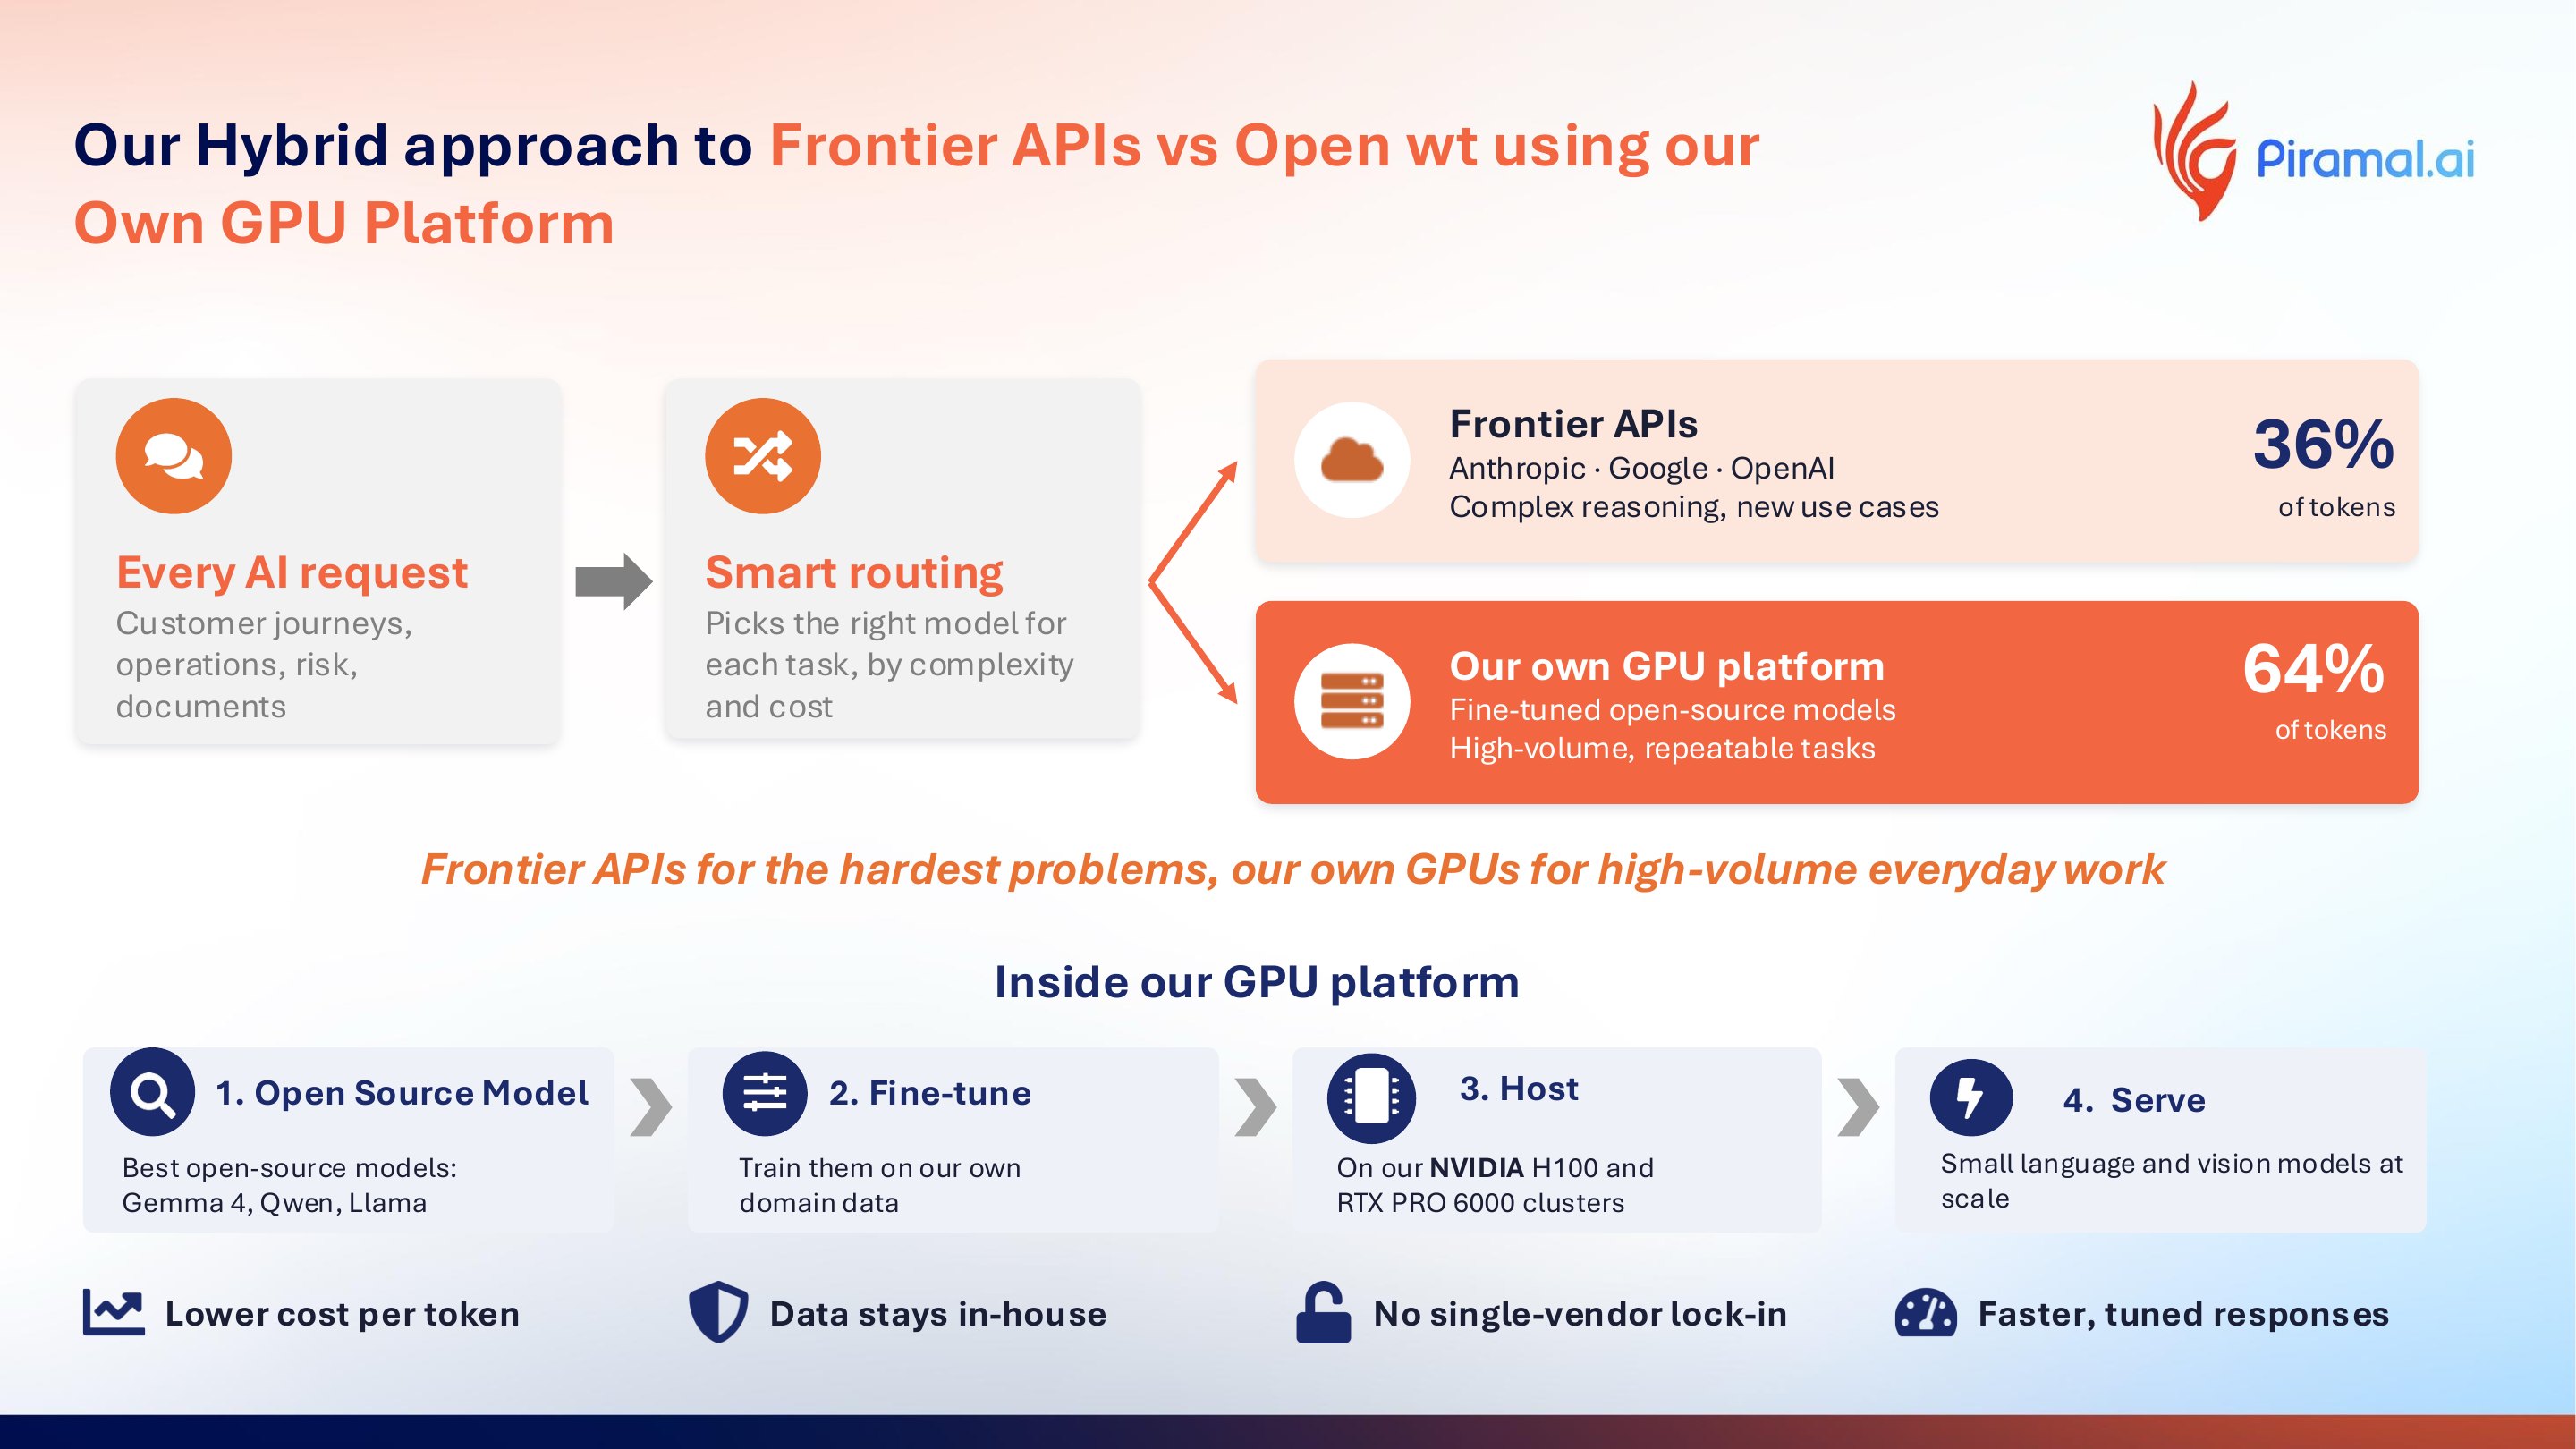 Our Hybrid approach to Frontier APIs vs Open wt using our
Own GPU Platform
Piramal.ai
Every AI request
Customer journeys,
operations, risk,
documents
Smart routing
Picks the right model for
each task, by complexity
and cost
Frontier APIs
Anthropic · Google · OpenAI
Complex reasoning, new use cases
36%
of tokens
Our own GPU platform
Fine-tuned open-source models
High-volume, repeatable tasks
64%
of tokens
Frontier APIs for the hardest problems, our own GPUs for high-volume everyday work
Inside our GPU platform
1. Open Source Model
Best open-source models:
Gemma 4, Qwen, Llama
2. Fine-tune
Train them on our own
domain data
3. Host
On our NVIDIA H100 and
RTX PRO 6000 clusters
4. Serve
Small language and vision models at
scale
Lower cost per token
Data stays in-house
No single-vendor lock-in
Faster, tuned responses